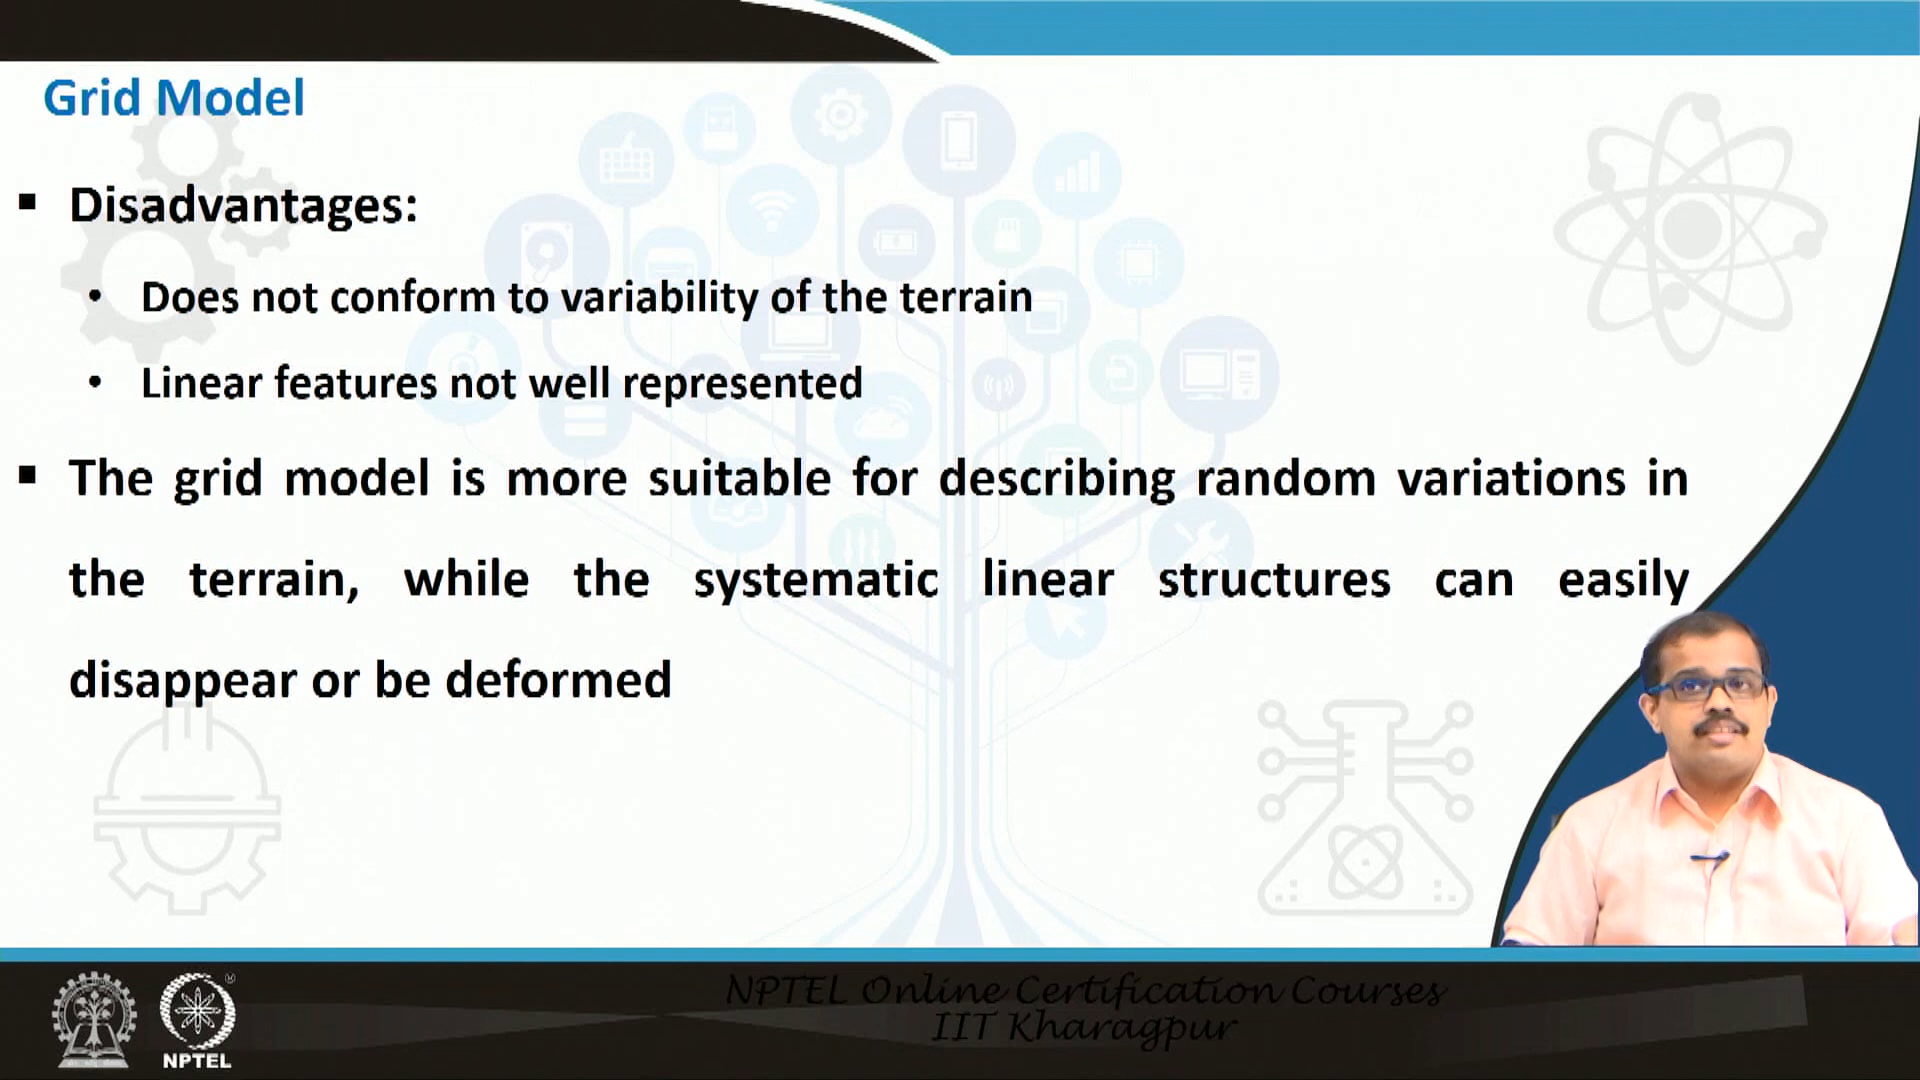 Grid Model
▪ Disadvantages:
• Does not conform to variability of the terrain
• Linear features not well represented
▪ The grid model is more suitable for describing random variations in
the terrain, while the systematic linear structures can easily
disappear or be deformed
NPTEL Online Certification Courses
IIT Kharagpur
NPTEL